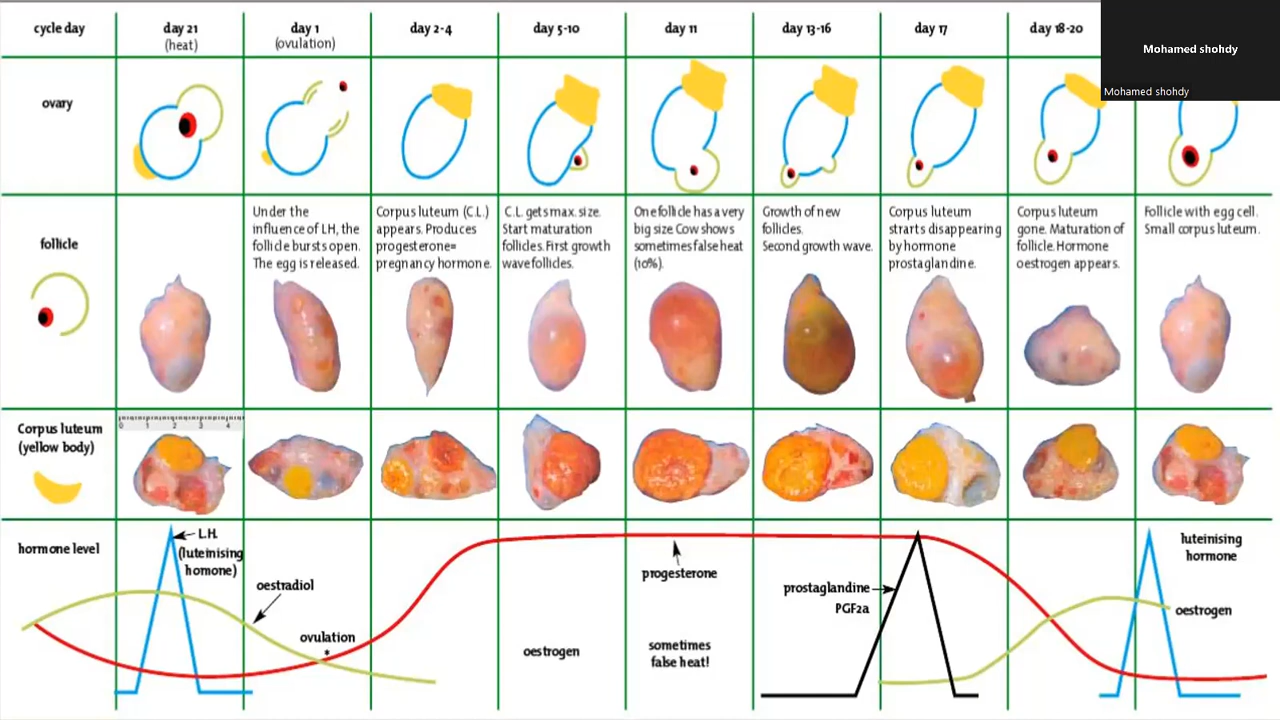 cycle day
day 21
(heat)
day 1
(ovulation)
day 2-4
day 5-10
day 11
day 13-16
day 17
day 18-20
Mohamed shohdy
Mohamed shohdy
ovary
follicle
Under the
influence of LH, the
follicle bursts open.
The egg is released.
Corpus luteum (C.L.)
appears. Produces
progesterone=
pregnancy hormone.
C.L. gets max. size.
Start maturation
follicles. First growth
wave follicles.
One follicle has a very
big size Cow shows
sometimes false heat
(10%).
Growth of new
follicles.
Second growth wave.
Corpus luteum
strarts disappearing
by hormone
prostaglandine.
Corpus luteum
gone. Maturation of
follicle. Hormone
oestrogen appears.
Follicle with egg cell.
Small corpus luteum.
Corpus luteum
(yellow body)
0 1 2 3 4
hormone level
L.H.
(luteinising
homone)
oestradiol
ovulation
*
oestrogen
progesterone
sometimes
false heat!
prostaglandine
PGF2a
luteinising
hormone
oestrogen